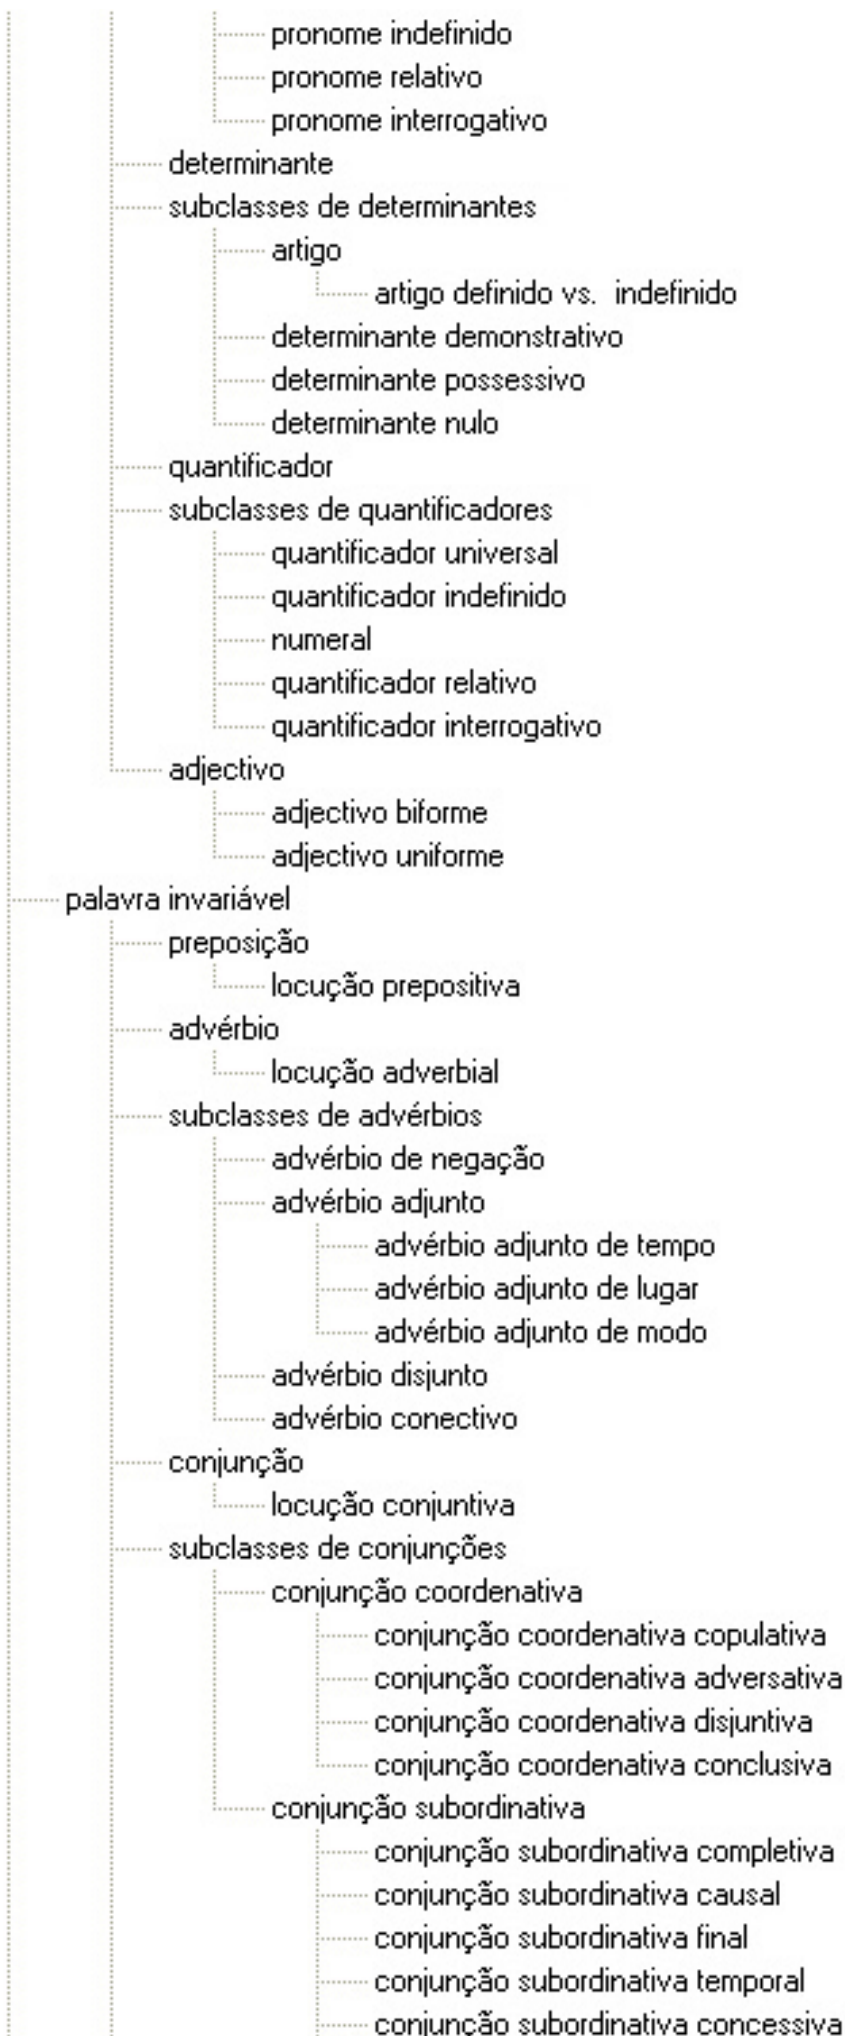 pronome indefinido
pronome relativo
pronome interrogativo
determinante
subclasses de determinantes
artigo
artigo definido vs.  indefinido
determinante demonstrativo
determinante possessivo
determinante nulo
quantificador
subclasses de quantificadores
quantificador universal
quantificador indefinido
numeral
quantificador relativo
quantificador interrogativo
adjectivo
adjectivo biforme
adjectivo uniforme
palavra invariável
preposição
locução prepositiva
advérbio
locução adverbial
subclasses de advérbios
advérbio de negação
advérbio adjunto
advérbio adjunto de tempo
advérbio adjunto de lugar
advérbio adjunto de modo
advérbio disjunto
advérbio conectivo
conjunção
locução conjuntiva
subclasses de conjunções
conjunção coordenativa
conjunção coordenativa copulativa
conjunção coordenativa adversativa
conjunção coordenativa disjuntiva
conjunção coordenativa conclusiva
conjunção subordinativa
conjunção subordinativa completiva
conjunção subordinativa causal
conjunção subordinativa final
conjunção subordinativa temporal
conjunção subordinativa concessiva